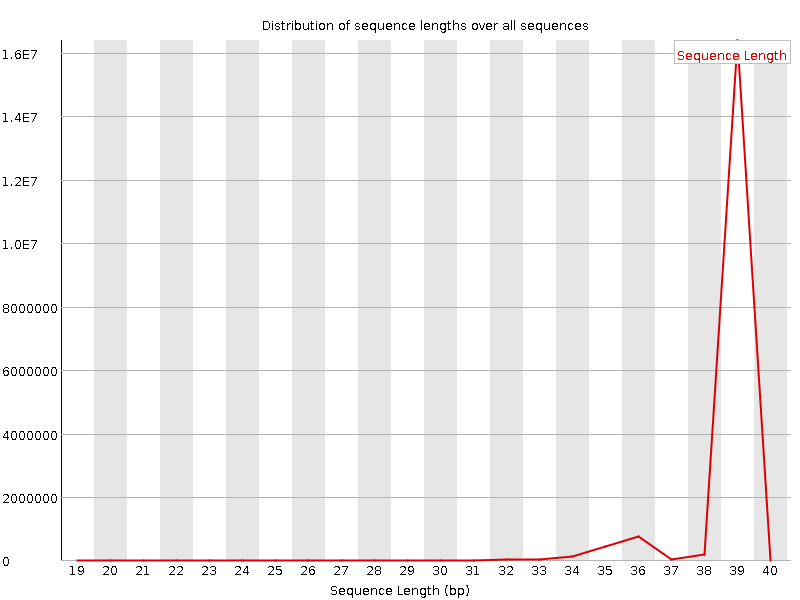 Distribution of sequence lengths over all sequences
Sequence Length
1.6E7
1.4E7
1.2E7
1.0E7
8000000
6000000
4000000
2000000
0
19 20 21 22 23 24 25 26 27 28 29 30 31 32 33 34 35 36 37 38 39 40
Sequence Length (bp)